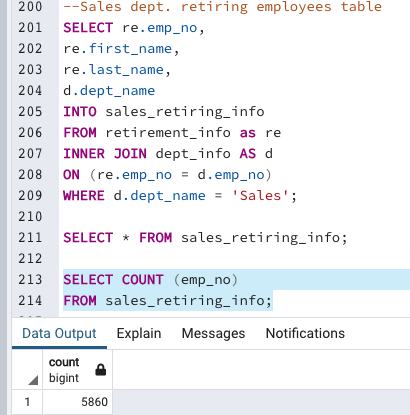 200 --Sales dept. retiring employees table
201 SELECT re.emp_no,
202 re.first_name,
203 re.last_name,
204 d.dept_name
205 INTO sales_retiring_info
206 FROM retirement_info as re
207 INNER JOIN dept_info AS d
208 ON (re.emp_no = d.emp_no)
209 WHERE d.dept_name = 'Sales';
210
211 SELECT * FROM sales_retiring_info;
212
213 SELECT COUNT (emp_no)
214 FROM sales_retiring_info;
Data Output Explain Messages Notifications
count
bigint
1 5860